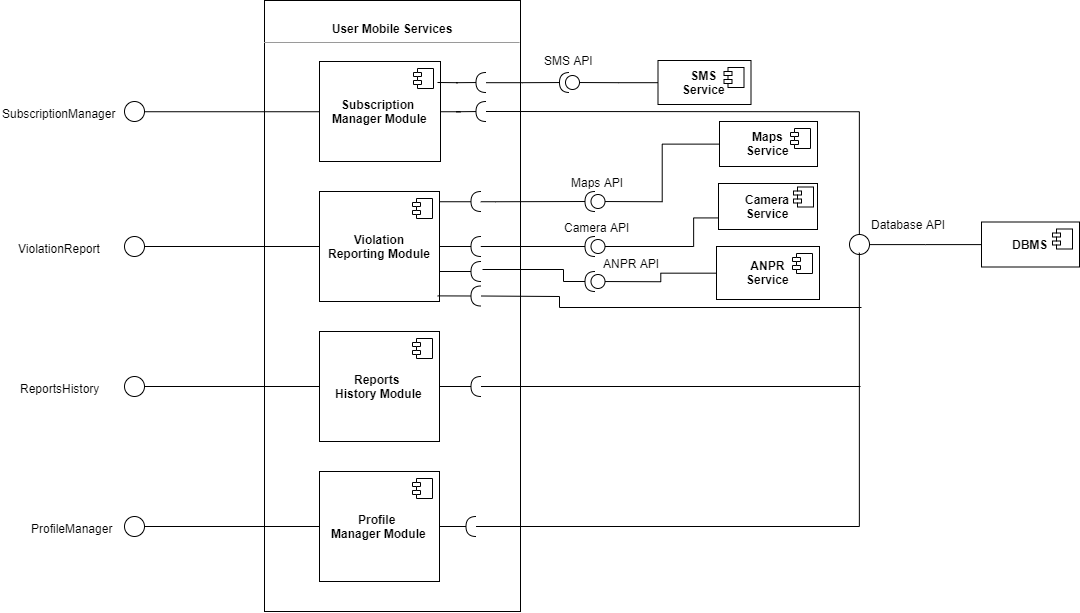 User Mobile Services
SMS API
SMS
Service
Subscription
Manager Module
SubscriptionManager
Maps
Service
Maps API
Camera
Service
Camera API
Database API
ViolationReport
Violation
Reporting Module
DBMS
ANPR API
ANPR
Service
Reports
History Module
ReportsHistory
Profile
Manager Module
ProfileManager